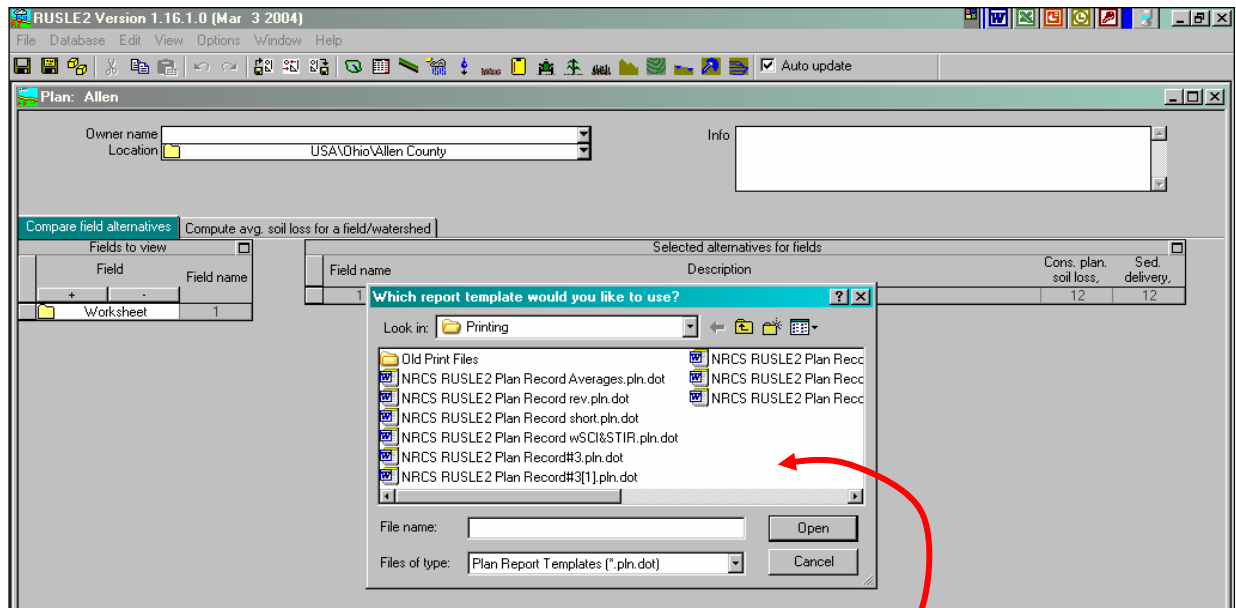 RUSLE2 Version 1.16.1.0 (Mar 3 2004)
File Database Edit View Options Window Help
Auto update
Plan: Allen
Owner name
Info
Location
USA\Ohio\Allen County
Compare field alternatives
Compute avg. soil loss for a field/watershed
Fields to view
Field
Field name
+ -
Worksheet 1
Selected alternatives for fields
Field name Description Cons. plan. soil loss, Sed. delivery,
1 12 12
Which report template would you like to use?
Look in: Printing
Old Print Files
NRCS RUSLE2 Plan Record Averages.pln.dot
NRCS RUSLE2 Plan Record rev.pln.dot
NRCS RUSLE2 Plan Record short.pln.dot
NRCS RUSLE2 Plan Record wSCI&STIR.pln.dot
NRCS RUSLE2 Plan Record#3.pln.dot
NRCS RUSLE2 Plan Record#3[1].pln.dot
NRCS RUSLE2 Plan Reco
NRCS RUSLE2 Plan Reco
NRCS RUSLE2 Plan Reco
File name:
Open
Files of type: Plan Report Templates (*.pln.dot)
Cancel